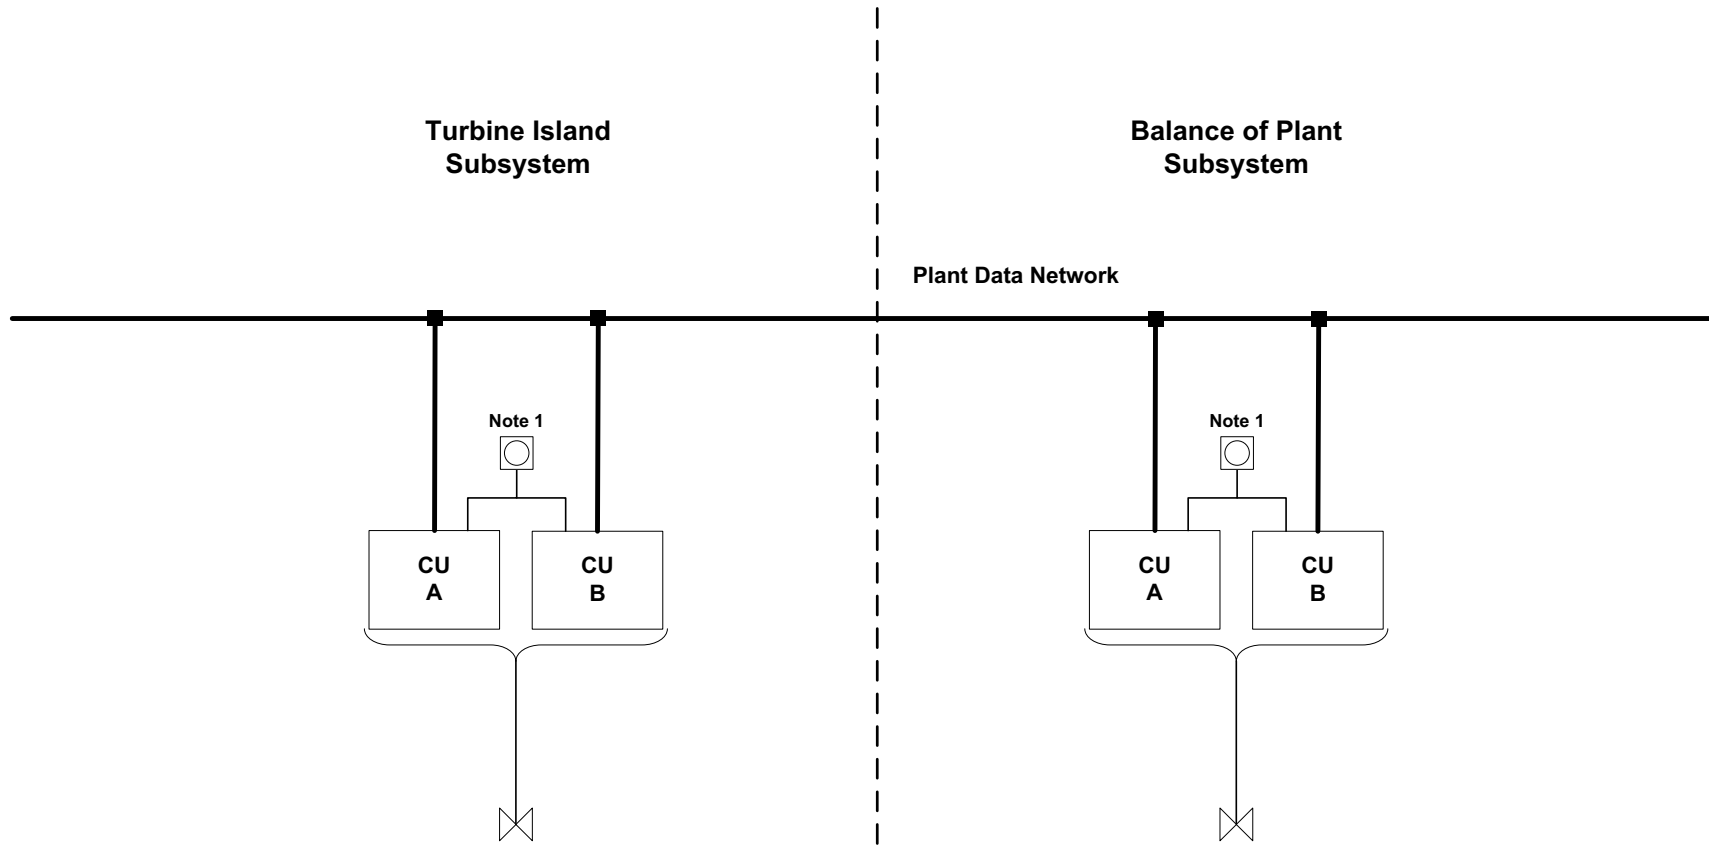 Turbine Island
Subsystem
Balance of Plant
Subsystem
Plant Data Network
Note 1
Note 1
CU
A
CU
B
CU
A
CU
B